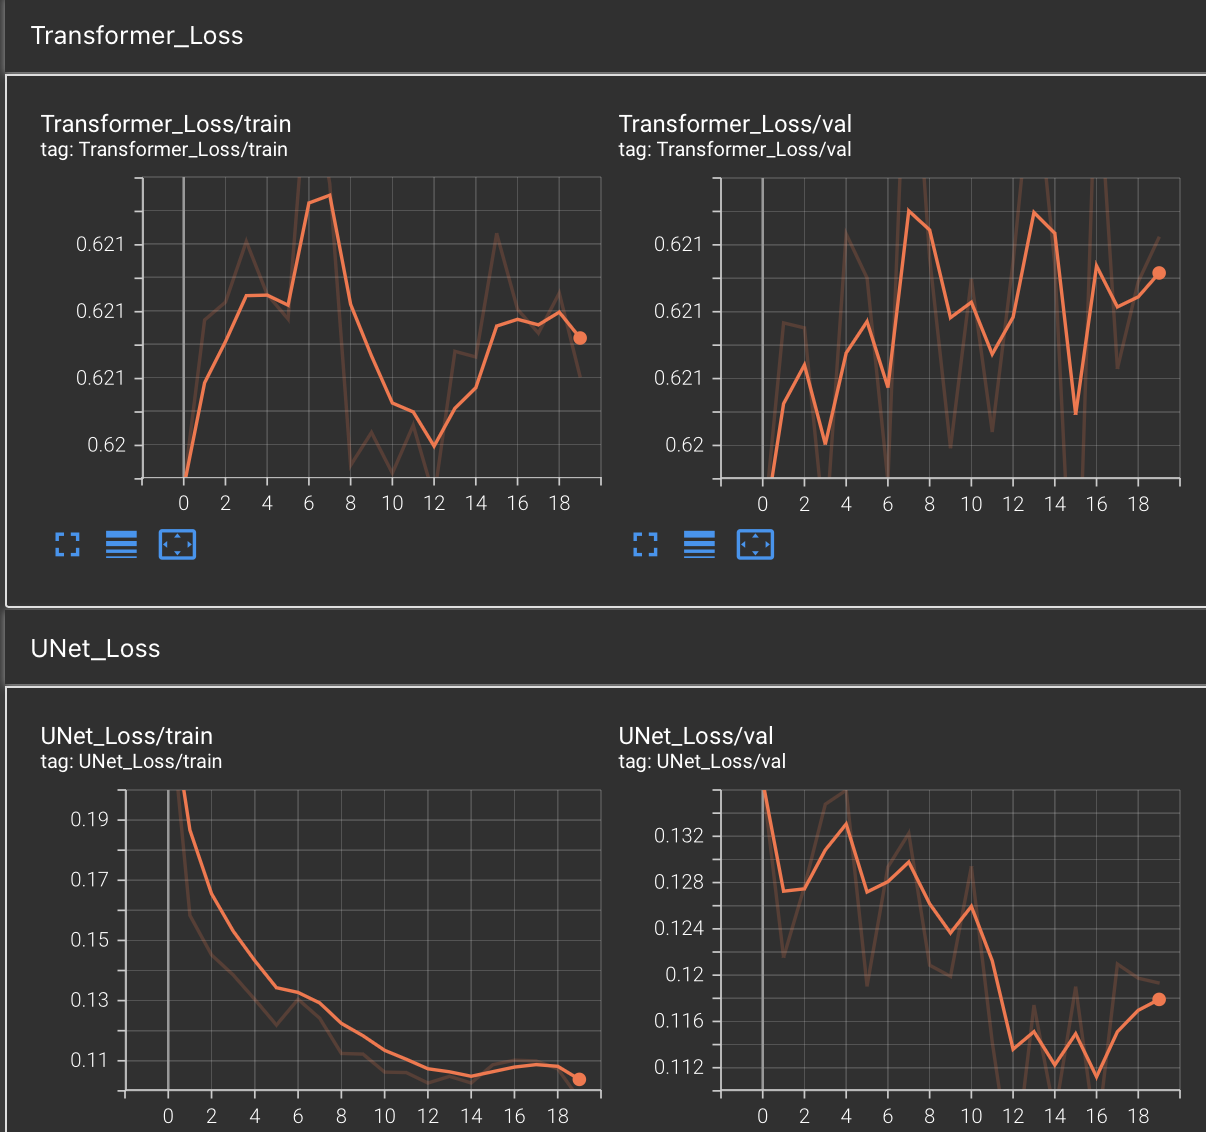 Transformer_Loss
Transformer_Loss/train
tag: Transformer_Loss/train
0.621
0.621
0.621
0.62
0 2 4 6 8 10 12 14 16 18
Transformer_Loss/val
tag: Transformer_Loss/val
0.621
0.621
0.621
0.62
0 2 4 6 8 10 12 14 16 18
UNet_Loss
UNet_Loss/train
tag: UNet_Loss/train
0.19
0.17
0.15
0.13
0.11
0 2 4 6 8 10 12 14 16 18
UNet_Loss/val
tag: UNet_Loss/val
0.132
0.128
0.124
0.12
0.116
0.112
0 2 4 6 8 10 12 14 16 18